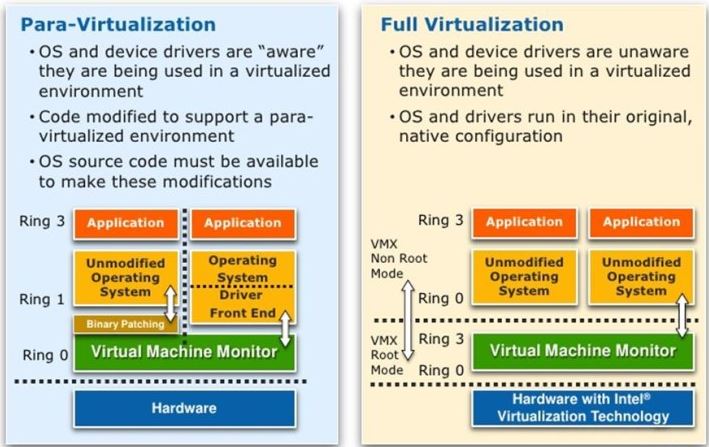 Para-Virtualization
• OS and device drivers are “aware”
they are being used in a virtualized
environment
• Code modified to support a para-
virtualized environment
• OS source code must be available
to make these modifications
Ring 3
Application
Application
Unmodified
Operating
System
Operating
System
Driver
Front End
Ring 1
Binary Patching
Ring 0
Virtual Machine Monitor
Hardware
Full Virtualization
• OS and device drivers are unaware
they are being used in a virtualized
environment
• OS and drivers run in their original,
native configuration
Ring 3
Application
Application
VMX
Non Root
Mode
Unmodified
Operating
System
Unmodified
Operating
System
Ring 0
VMX
Root
Mode
Ring 3
Ring 0
Virtual Machine Monitor
Hardware with Intel®
Virtualization Technology